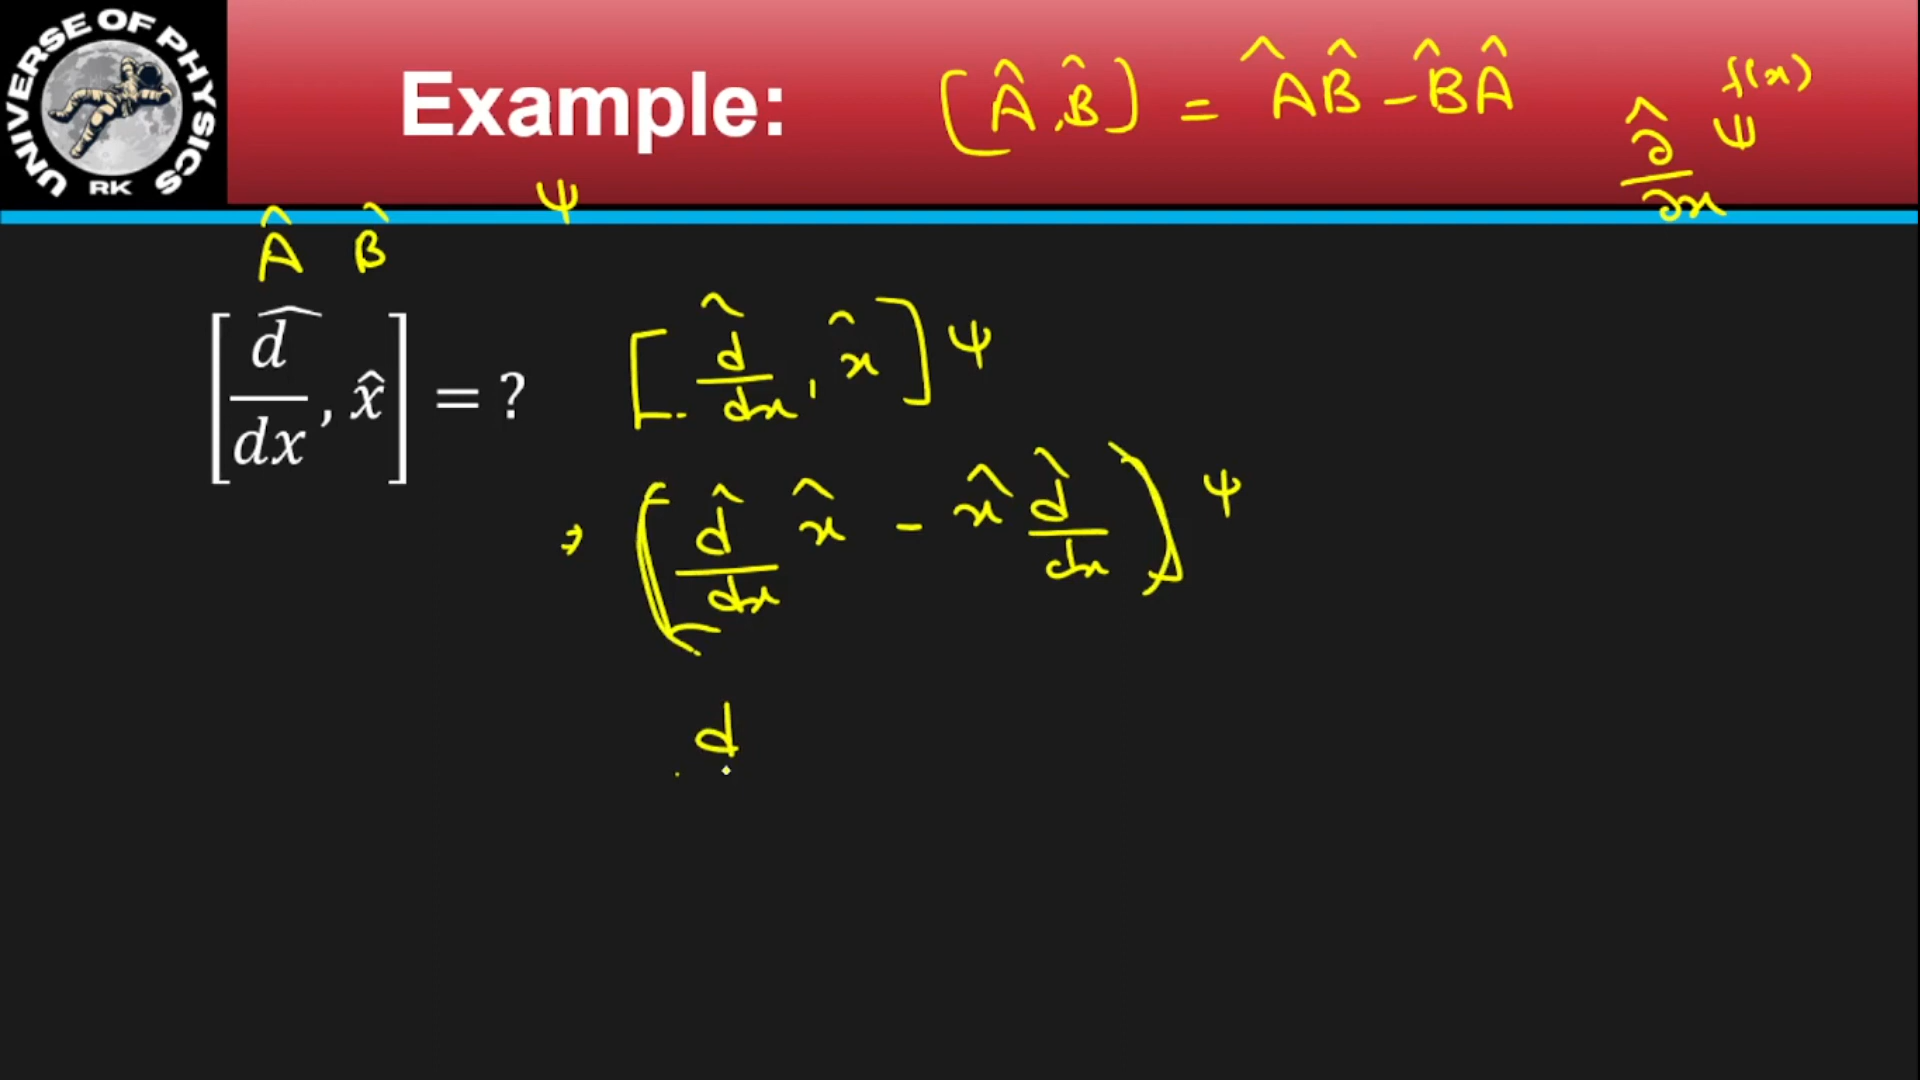 UNIVERSE OF PHYSICS
RK
Example:
[Â, B̂] = ÂB̂ - B̂Â
f(x)
∂̂/∂x ψ
ψ
Â B̂
[d̂/dx, x̂] = ?
[d̂/dx, x̂] ψ
⇒ (d̂/dx x̂ - x̂ d̂/dx) ψ
d